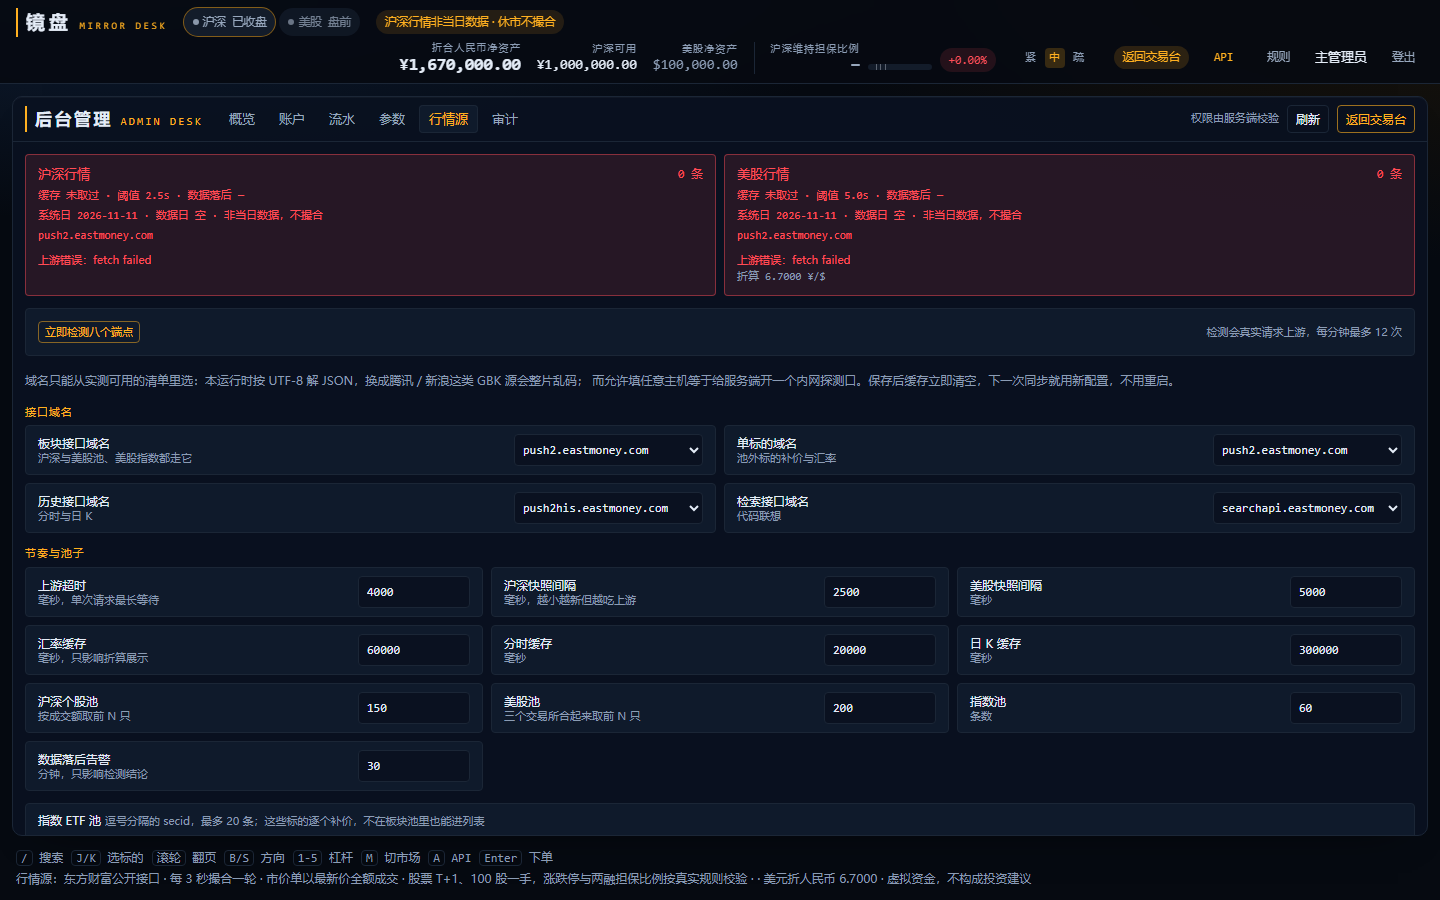 镜盘 MIRROR DESK
沪深 已收盘
美股 盘前
沪深行情非当日数据 · 休市不撮合
折合人民币净资产
¥1,670,000.00
沪深可用
¥1,000,000.00
美股净资产
$100,000.00
沪深维持担保比例
—
+0.00%
紧 中 疏
返回交易台
API
规则
主管理员
登出
后台管理 ADMIN DESK
概览
账户
流水
参数
行情源
审计
权限由服务端校验
刷新
返回交易台
沪深行情
0 条
缓存 未取过 · 阈值 2.5s · 数据落后 —
系统日 2026-11-11 · 数据日 空 · 非当日数据，不撮合
push2.eastmoney.com
上游错误：fetch failed
美股行情
0 条
缓存 未取过 · 阈值 5.0s · 数据落后 —
系统日 2026-11-11 · 数据日 空 · 非当日数据，不撮合
push2.eastmoney.com
上游错误：fetch failed
折算 6.7000 ¥/$
立即检测八个端点
检测会真实请求上游，每分钟最多 12 次
域名只能从实测可用的清单里选：本运行时按 UTF-8 解 JSON，换成腾讯 / 新浪这类 GBK 源会整片乱码； 而允许填任意主机等于给服务端开一个内网探测口。保存后缓存立即清空，下一次同步就用新配置，不用重启。
接口域名
板块接口域名
沪深与美股池、美股指数都走它
push2.eastmoney.com
单标的域名
池外标的补价与汇率
push2.eastmoney.com
历史接口域名
分时与日 K
push2his.eastmoney.com
检索接口域名
代码联想
searchapi.eastmoney.com
节奏与池子
上游超时
毫秒，单次请求最长等待
4000
沪深快照间隔
毫秒，越小越新但越吃上游
2500
美股快照间隔
毫秒
5000
汇率缓存
毫秒，只影响折算展示
60000
分时缓存
毫秒
20000
日 K 缓存
毫秒
300000
沪深个股池
按成交额取前 N 只
150
美股池
三个交易所合起来取前 N 只
200
指数池
条数
60
数据落后告警
分钟，只影响检测结论
30
指数 ETF 池 逗号分隔的 secid，最多 20 条；这些标的逐个补价，不在板块池里也能进列表
/ 搜索 J/K 选标的 滚轮 翻页 B/S 方向 1-5 杠杆 M 切市场 A API Enter 下单
行情源：东方财富公开接口 · 每 3 秒撮合一轮 · 市价单以最新价全额成交 · 股票 T+1、100 股一手，涨跌停与两融担保比例按真实规则校验 · · 美元折人民币 6.7000 · 虚拟资金，不构成投资建议